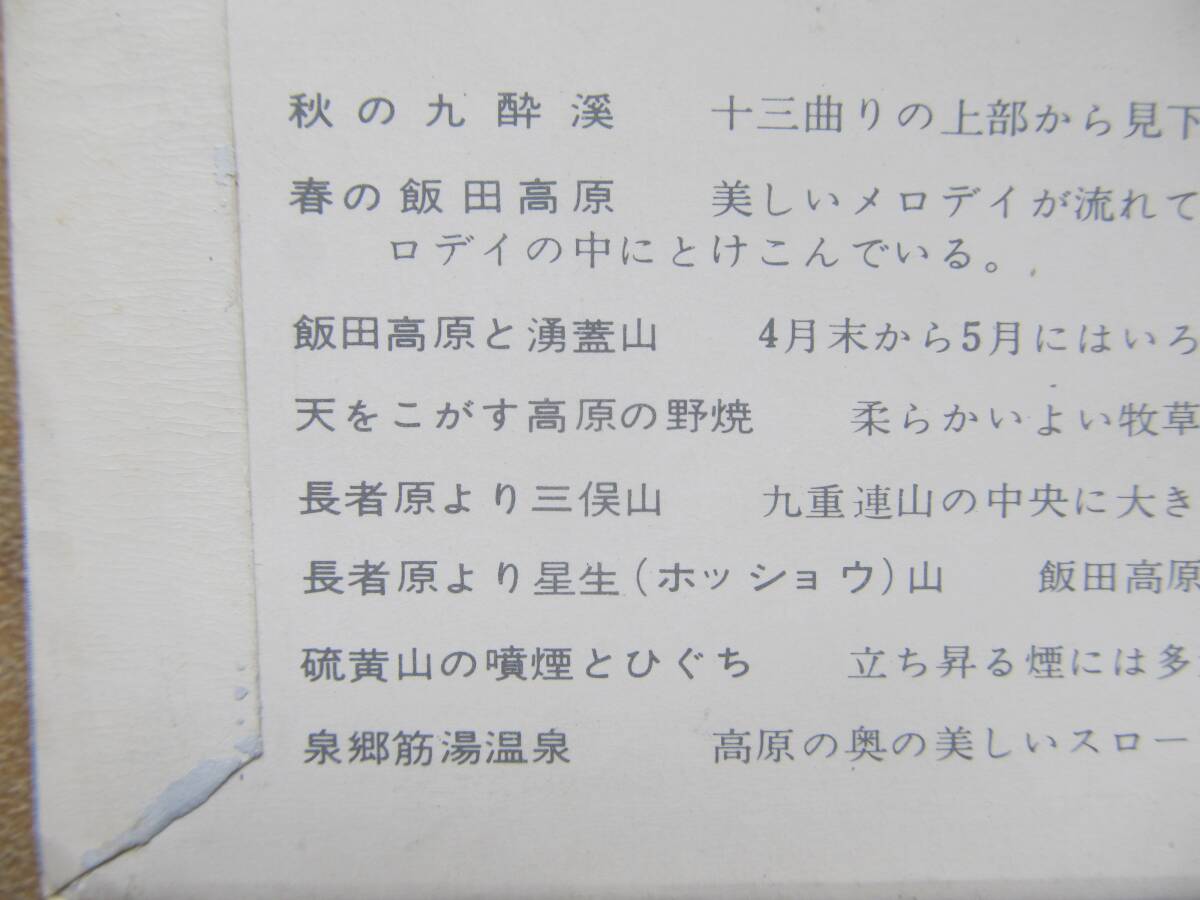 秋の九酔溪 十三曲りの上部から見下
春の飯田高原 美しいメロデイが流れて
ロデイの中にとけこんでいる。
飯田高原と湧蓋山 4月末から5月にはいろ
天をこがす高原の野焼 柔らかいよい牧草
長者原より三俣山 九重連山の中央に大き
長者原より星生(ホッショウ)山 飯田高原
硫黄山の噴煙とひぐち 立ち昇る煙には多
泉郷筋湯温泉 高原の奥の美しいスロー